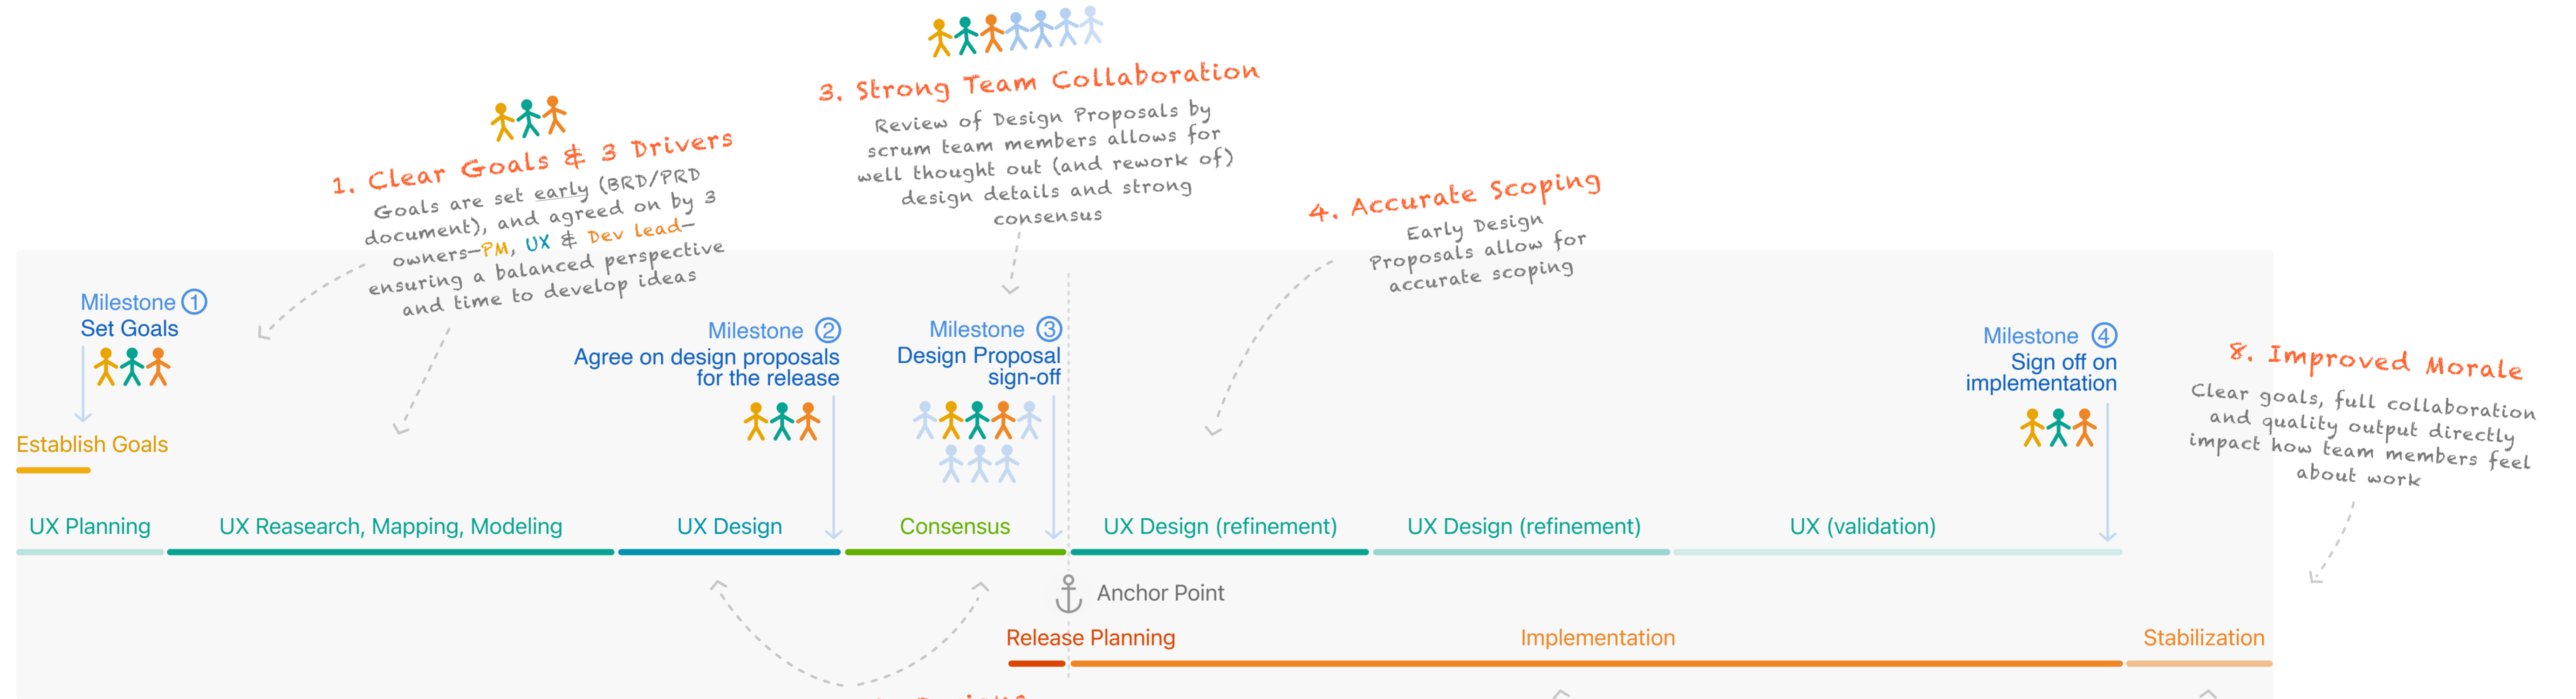 3. Strong Team Collaboration
Review of Design Proposals by
scrum team members allows for
well thought out (and rework of)
design details and strong
consensus
1. Clear Goals & 3 Drivers
Goals are set early (BRD/PRD
document), and agreed on by 3
owners—PM, UX & Dev Lead—
ensuring a balanced perspective
and time to develop ideas
4. Accurate Scoping
Early Design
Proposals allow for
accurate scoping
Milestone 1
Set Goals
Milestone 2
Agree on design proposals
for the release
Milestone 3
Design Proposal
sign-off
Milestone 4
Sign off on
implementation
8. Improved Morale
Clear goals, full collaboration
and quality output directly
impact how team members feel
about work
Establish Goals
UX Planning
UX Reasearch, Mapping, Modeling
UX Design
Consensus
UX Design (refinement)
UX Design (refinement)
UX (validation)
Anchor Point
Release Planning
Implementation
Stabilization